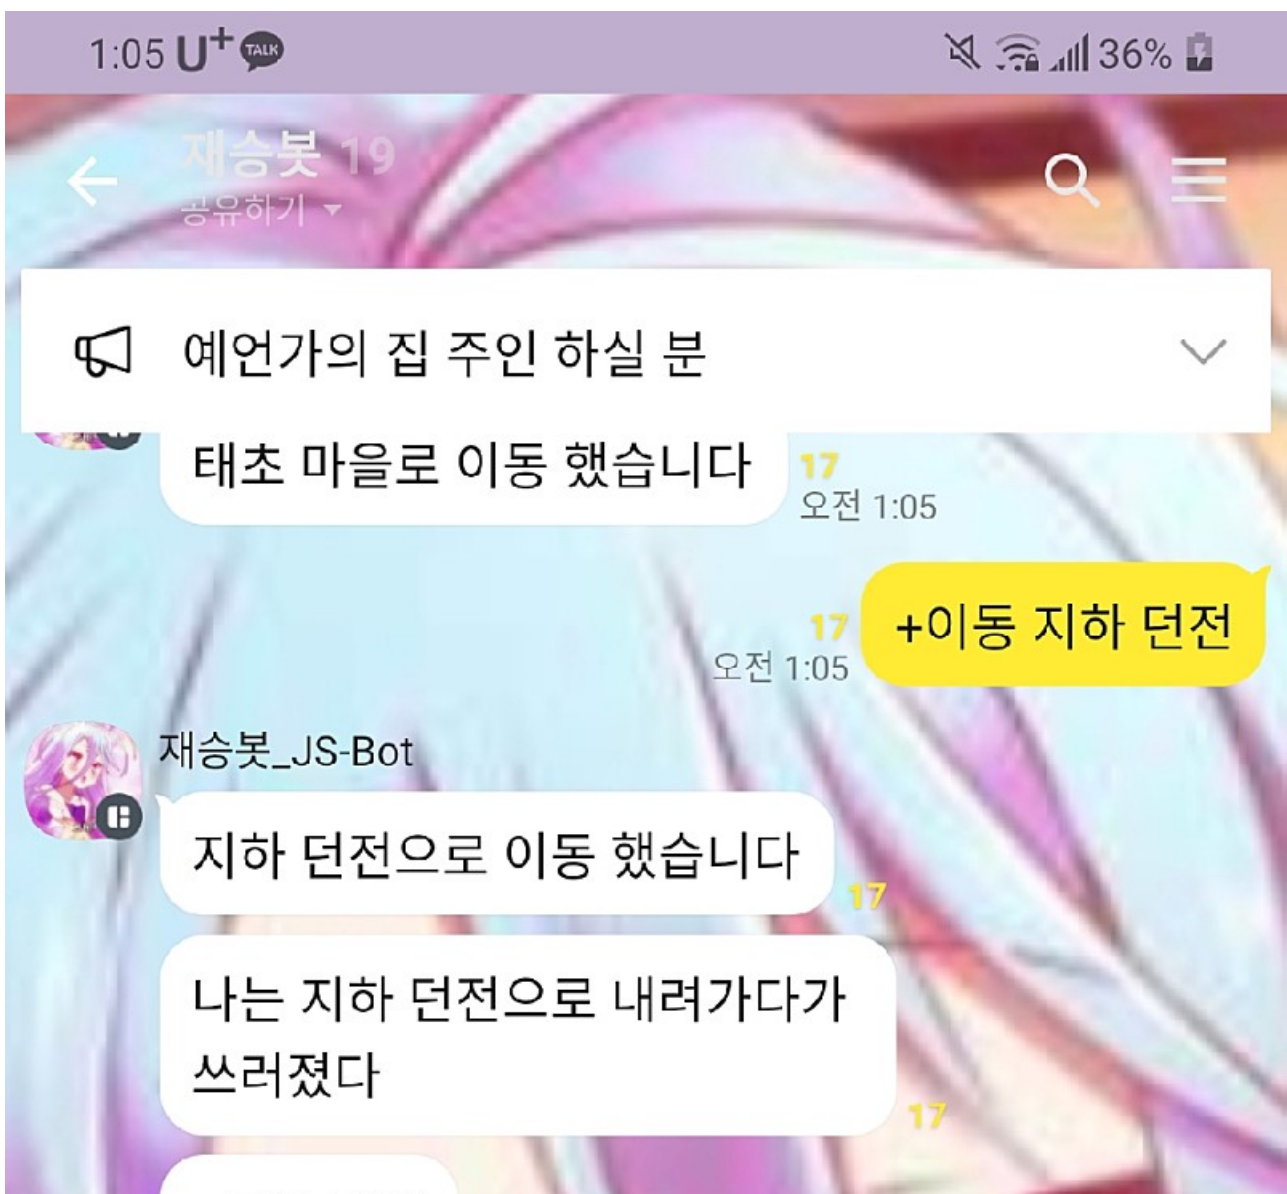 1:05 U+ TALK 36%
재승봇 19
공유하기
예언가의 집 주인 하실 분
태초 마을로 이동 했습니다
17
오전 1:05
+이동 지하 던전
17
오전 1:05
재승봇_JS-Bot
지하 던전으로 이동 했습니다
17
나는 지하 던전으로 내려가다가
쓰러졌다
17